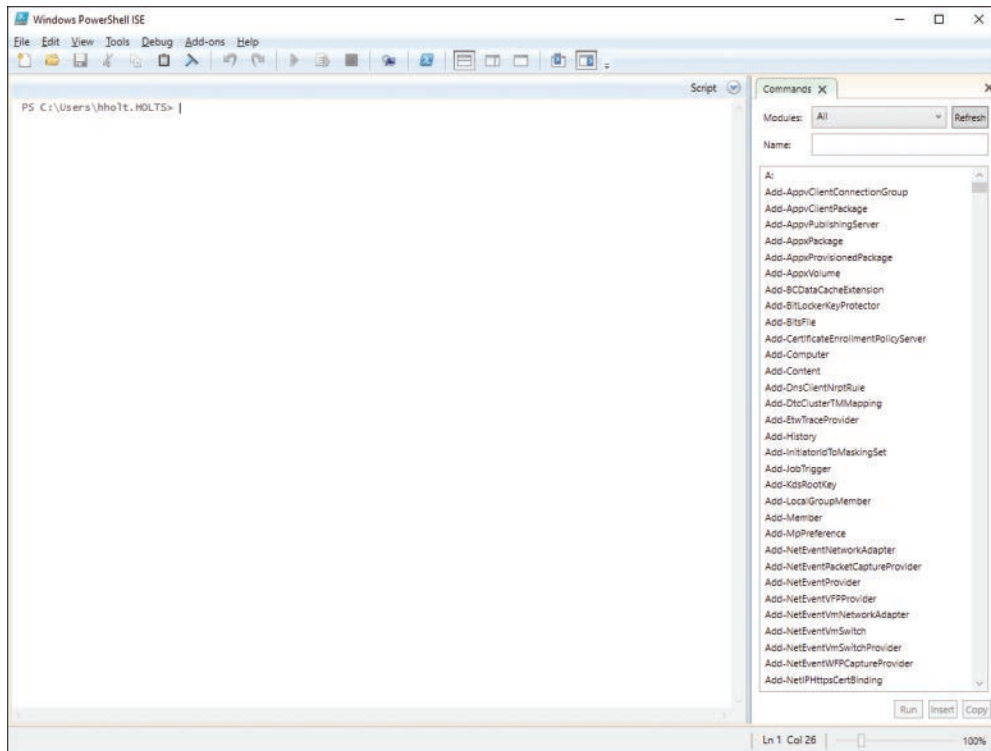 Windows PowerShell ISE
File Edit View Tools Debug Add-ons Help
Script
PS C:\Users\hholt.HOLTS>
Commands
Modules: All Refresh
Name:
A:
Add-AppvClientConnectionGroup
Add-AppvClientPackage
Add-AppvPublishingServer
Add-AppxPackage
Add-AppxProvisionedPackage
Add-AppxVolume
Add-BCDataCacheExtension
Add-BitLockerKeyProtector
Add-BitsFile
Add-CertificateEnrollmentPolicyServer
Add-Computer
Add-Content
Add-DnsClientNrptRule
Add-DtcClusterTMMapping
Add-EtwTraceProvider
Add-History
Add-InitiatorIdToMaskingSet
Add-JobTrigger
Add-KdsRootKey
Add-LocalGroupMember
Add-Member
Add-MpPreference
Add-NetEventNetworkAdapter
Add-NetEventPacketCaptureProvider
Add-NetEventProvider
Add-NetEventVFPProvider
Add-NetEventVmNetworkAdapter
Add-NetEventVmSwitch
Add-NetEventVmSwitchProvider
Add-NetEventWFPCaptureProvider
Add-NetIPHttpsCertBinding
Run Insert Copy
Ln 1 Col 26 100%